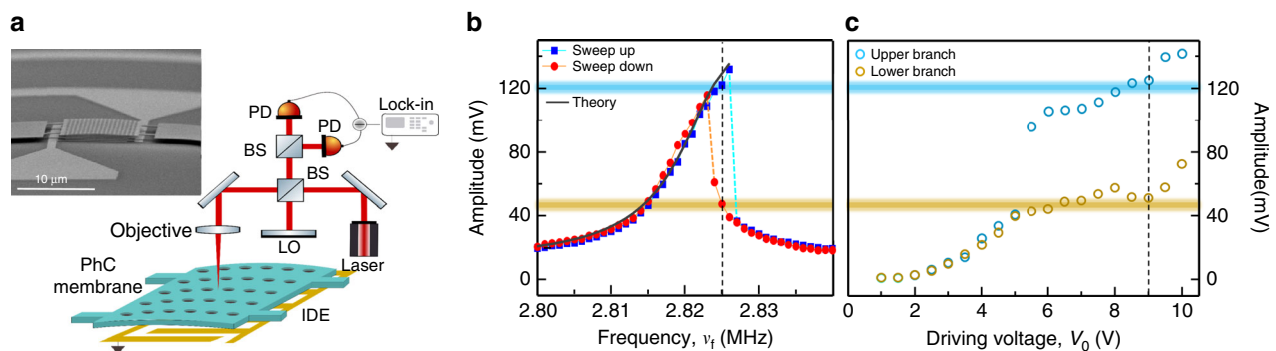 a
10 µm
PD
PD
Lock-in
BS
BS
Objective
LO
Laser
PhC
membrane
IDE
b
Sweep up
Sweep down
Theory
Amplitude (mV)
120
80
40
0
2.80
2.81
2.82
2.83
Frequency, νf (MHz)
c
Upper branch
Lower branch
120
80
40
0
Amplitude(mV)
0
2
4
6
8
10
Driving voltage, V0 (V)